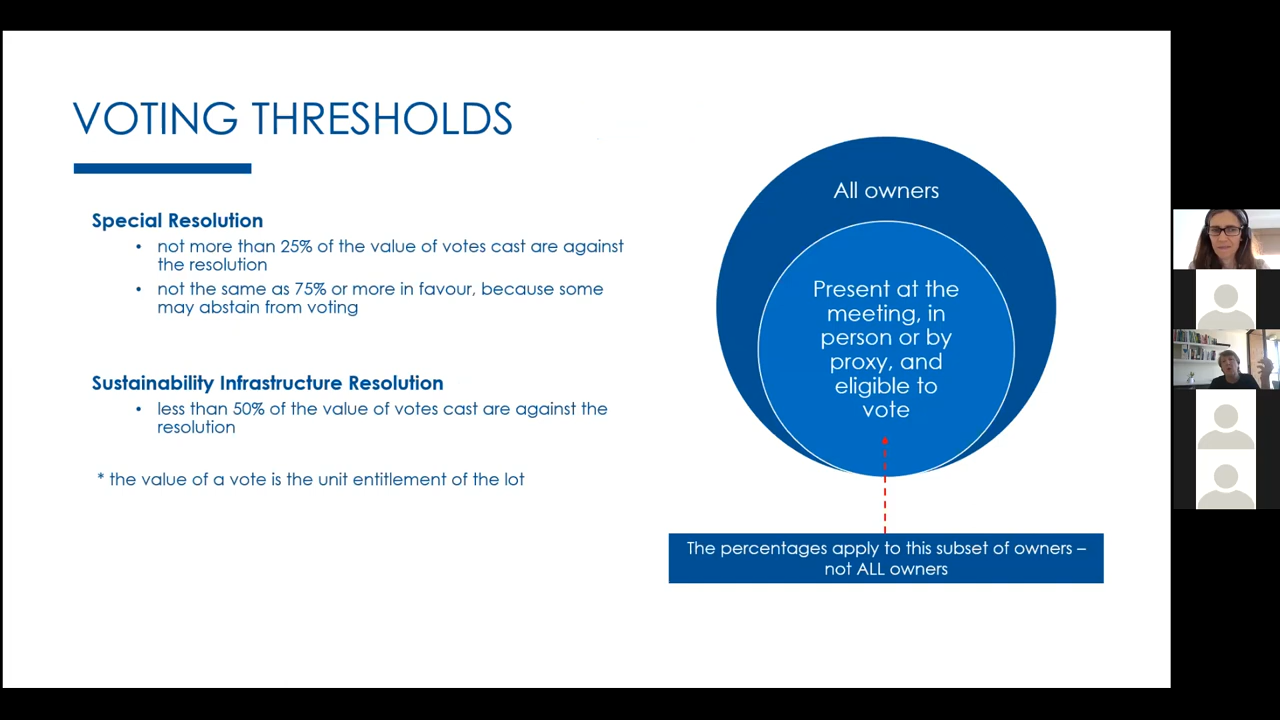 VOTING THRESHOLDS
Special Resolution
• not more than 25% of the value of votes cast are against
the resolution
• not the same as 75% or more in favour, because some
may abstain from voting
Sustainability Infrastructure Resolution
• less than 50% of the value of votes cast are against the
resolution
* the value of a vote is the unit entitlement of the lot
All owners
Present at the
meeting, in
person or by
proxy, and
eligible to
vote
The percentages apply to this subset of owners –
not ALL owners